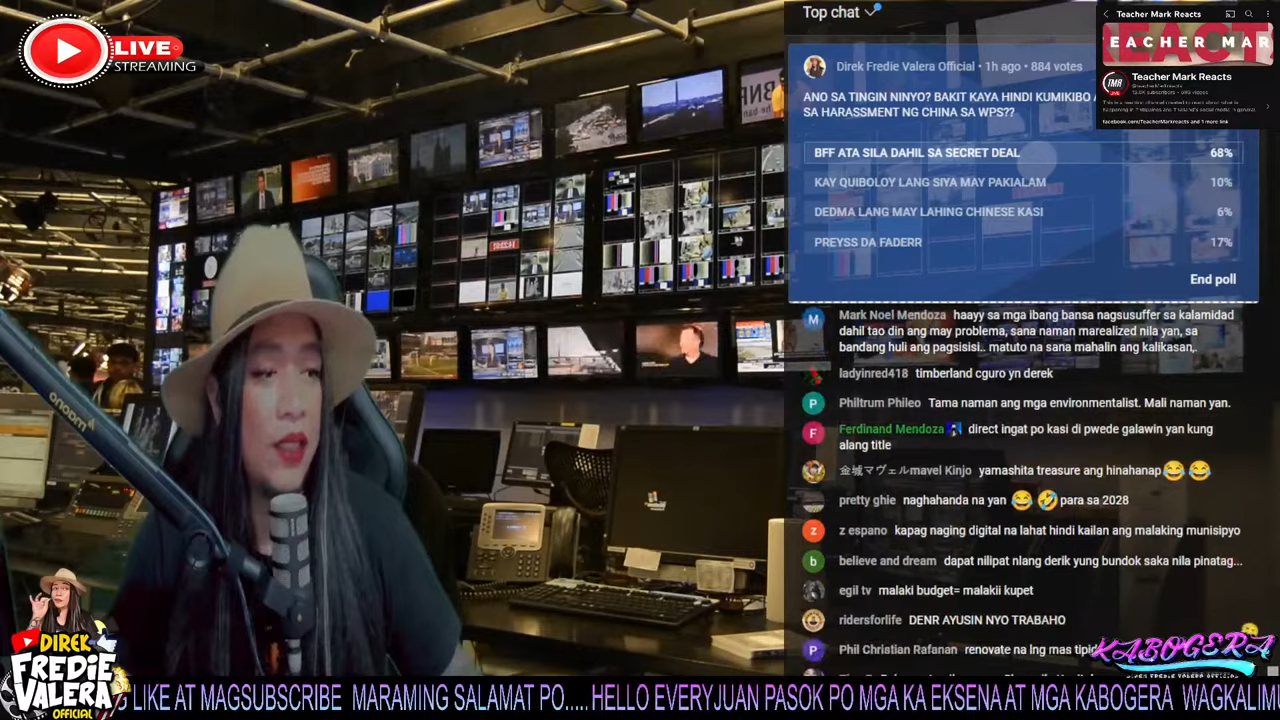 LIVE
STREAMING
Top chat
Teacher Mark Reacts
REACT
EACHER MAR
Teacher Mark Reacts
Direk Fredie Valera Official • 1h ago • 884 votes
ANO SA TINGIN NINYO? BAKIT KAYA HINDI KUMIKIBO
SA HARASSMENT NG CHINA SA WPS??
BFF ATA SILA DAHIL SA SECRET DEAL 68%
KAY QUIBOLOY LANG SIYA MAY PAKIALAM 10%
DEDMA LANG MAY LAHING CHINESE KASI 6%
PREYSS DA FADERR 17%
End poll
Mark Noel Mendoza haayy sa mga ibang bansa nagsusuffer sa kalamidad
dahil tao din ang may problema, sana naman marealized nila yan, sa
bandang huli ang pagsisisi.. matuto na sana mahalin ang kalikasan,
ladyinred418 timberland cguro yn derek
P Philtrum Phileo Tama naman ang mga environmentalist. Mali naman yan.
F Ferdinand Mendoza direct ingat po kasi di pwede galawin yan kung
alang title
金城マヴェルmavel Kinjo yamashita treasure ang hinahanap😂😂
pretty ghie naghahanda na yan 😂 🤣 para sa 2028
z z espano kapag naging digital na lahat hindi kailan ang malaking munisipyo
b believe and dream dapat nilipat nlang derik yung bundok saka nila pinatag...
egil tv malaki budget= malakii kupet
ridersforlife DENR AYUSIN NYO TRABAHO
P Phil Christian Rafanan renovate na lng mas
KABOGERA
maono
DIREK
FREDIE
VALERA
OFFICIAL
LIKE AT MAGSUBSCRIBE MARAMING SALAMAT PO..... HELLO EVERYJUAN PASOK PO MGA KA EKSENA AT MGA KABOGERA